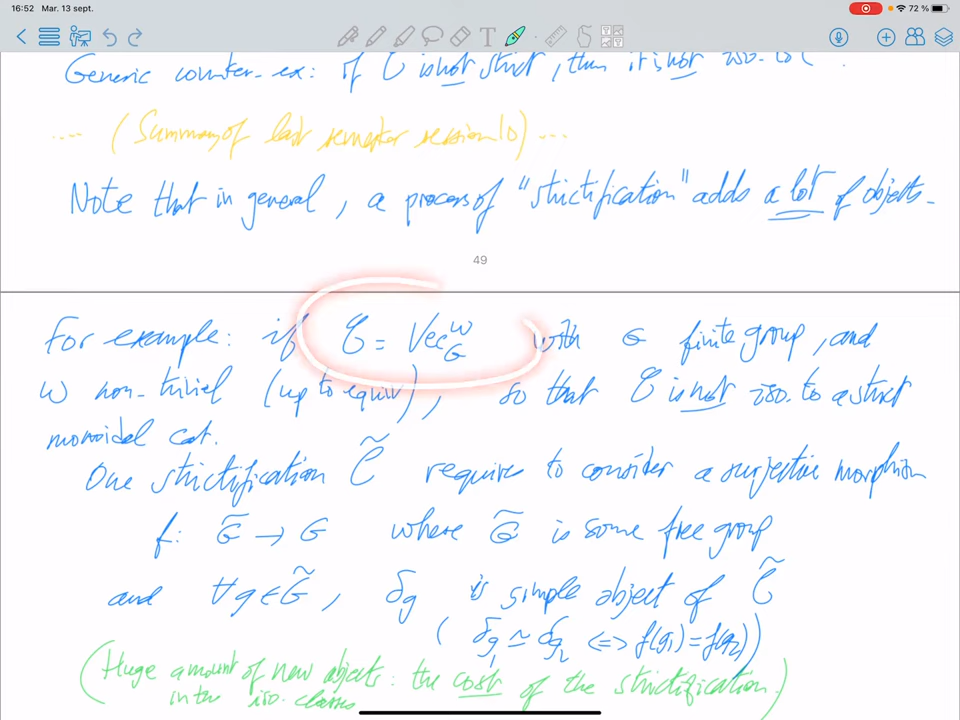 16:52 Mar. 13 sept.
72 %
Generic counter-ex: if C is not strict, then it is not iso. to C
.... (Summary of last semester session 10) ...
Note that in general, a process of "strictification" adds a lot of objects.
49
For example: if C = Vec_G^ω with G finite group, and
ω non-trivial (up to equiv), so that C is not iso. to a strict
monoidal cat.
One strictification C̃ require to consider a surjective morphism
f: G̃ → G where G̃ is some free group
and ∀g∈G̃, δ_g is simple object of C̃
(δ_g₁ ≃ δ_g₂ <=> f(g₁) = f(g₂))
(Huge amount of new objects: the cost of the strictification.)
in the iso. classes